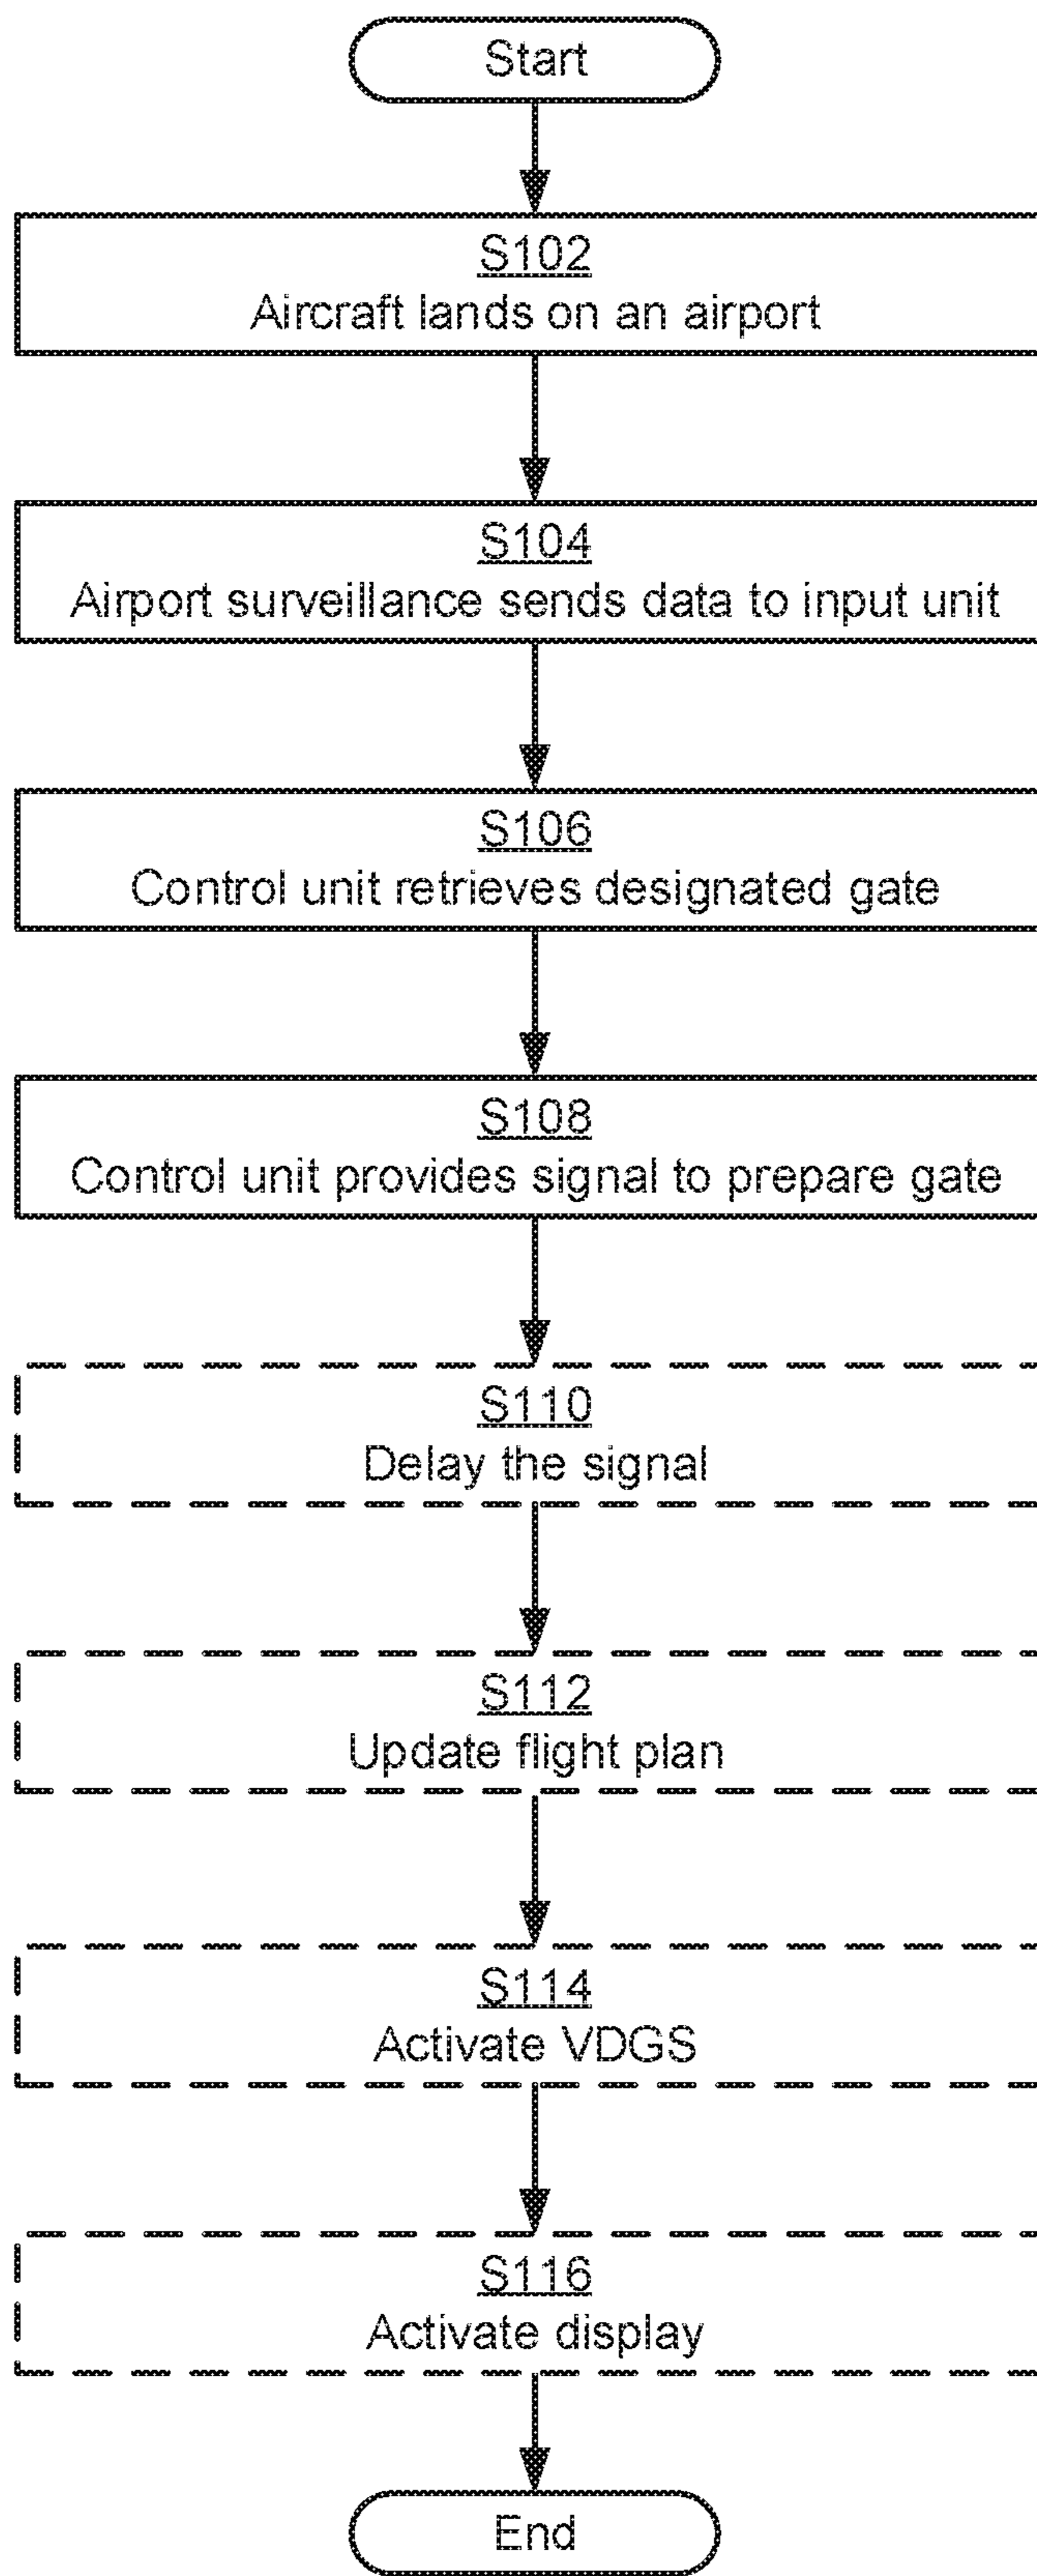 Start
S102
Aircraft lands on an airport
S104
Airport surveillance sends data to input unit
S106
Control unit retrieves designated gate
S108
Control unit provides signal to prepare gate
S110
Delay the signal
S112
Update flight plan
S114
Activate VDGS
S116
Activate display
End